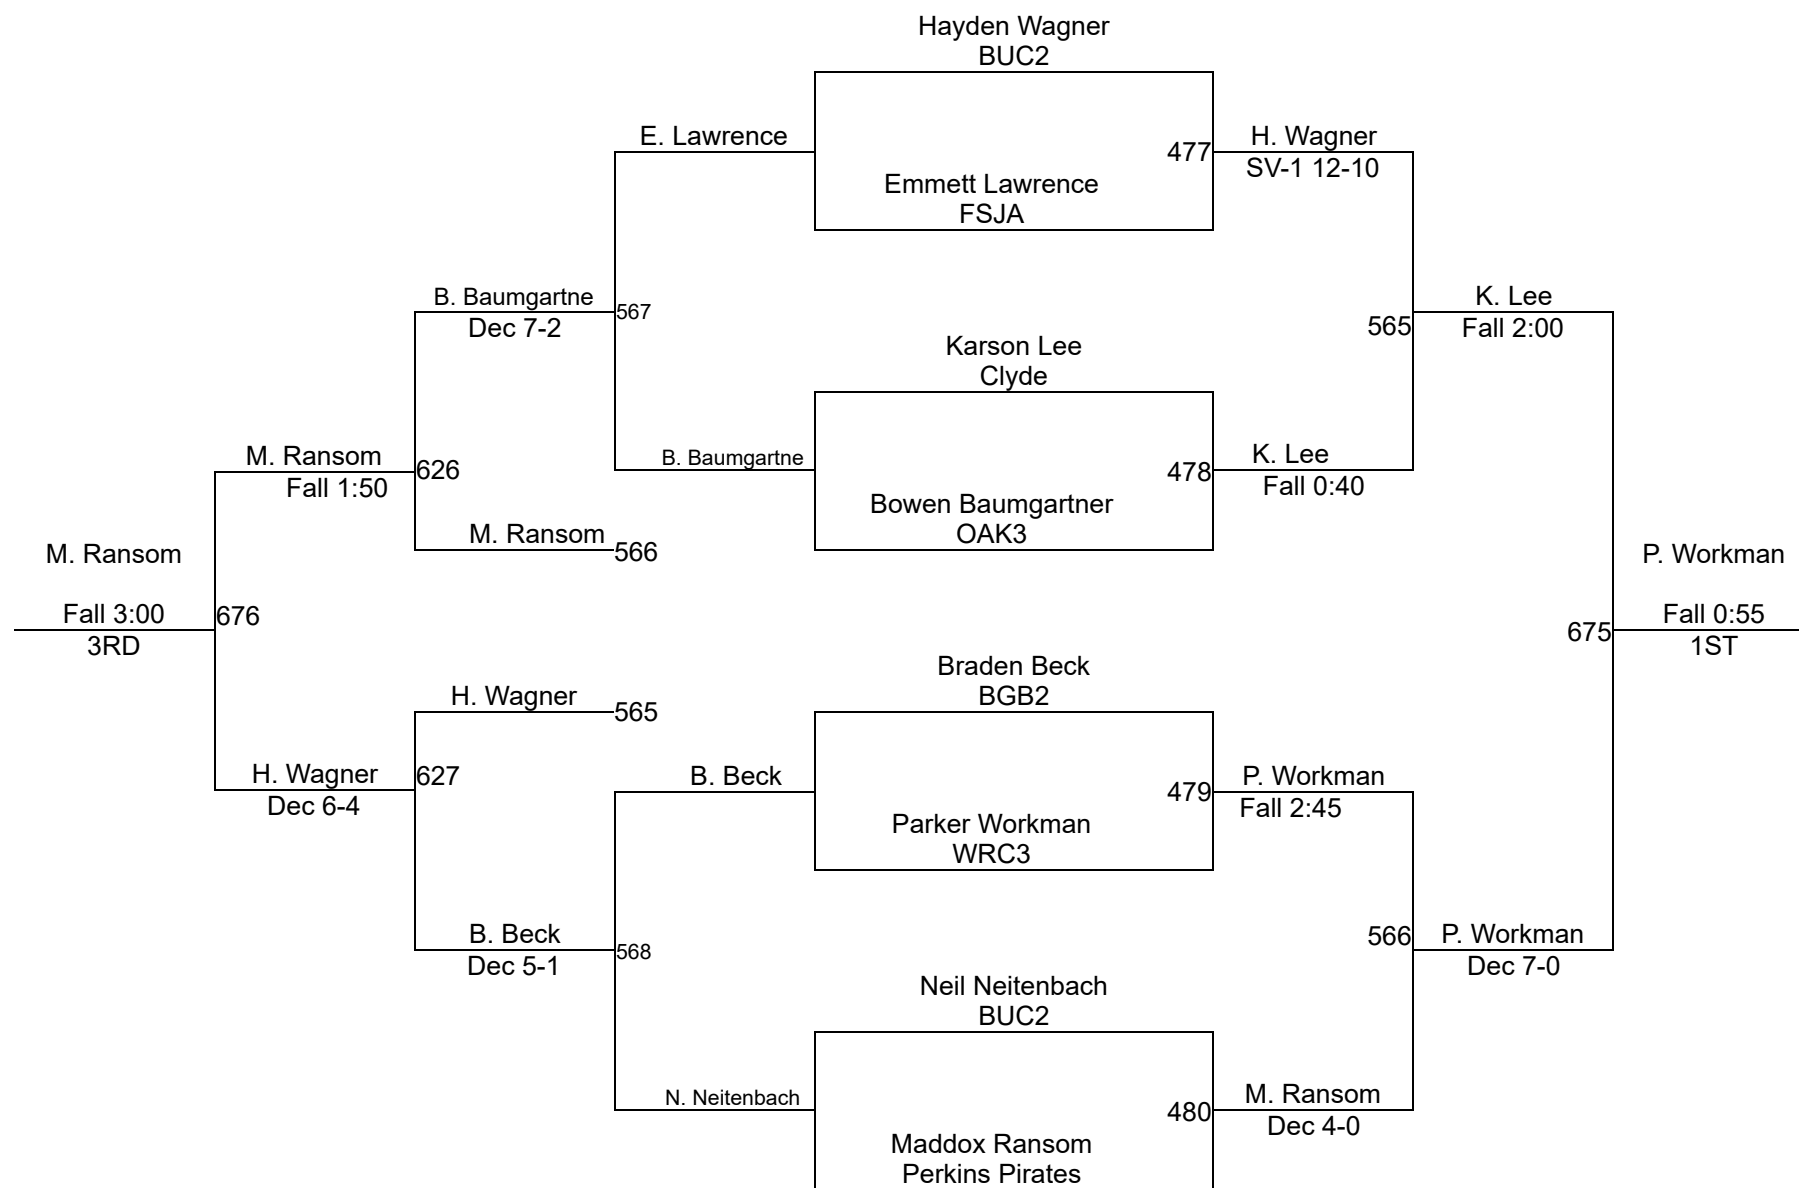 Hayden Wagner
BUC2
E. Lawrence
477
H. Wagner
SV-1 12-10
Emmett Lawrence
FSJA
B. Baumgartne
Dec 7-2
567
565
K. Lee
Fall 2:00
Karson Lee
Clyde
M. Ransom
Fall 1:50
626
B. Baumgartne
478
K. Lee
Fall 0:40
Bowen Baumgartner
OAK3
M. Ransom
566
M. Ransom
Fall 3:00
3RD
676
P. Workman
675
Fall 0:55
1ST
Braden Beck
BGB2
H. Wagner
565
H. Wagner
Dec 6-4
627
B. Beck
479
P. Workman
Fall 2:45
Parker Workman
WRC3
B. Beck
Dec 5-1
568
566
P. Workman
Dec 7-0
Neil Neitenbach
BUC2
N. Neitenbach
480
M. Ransom
Dec 4-0
Maddox Ransom
Perkins Pirates